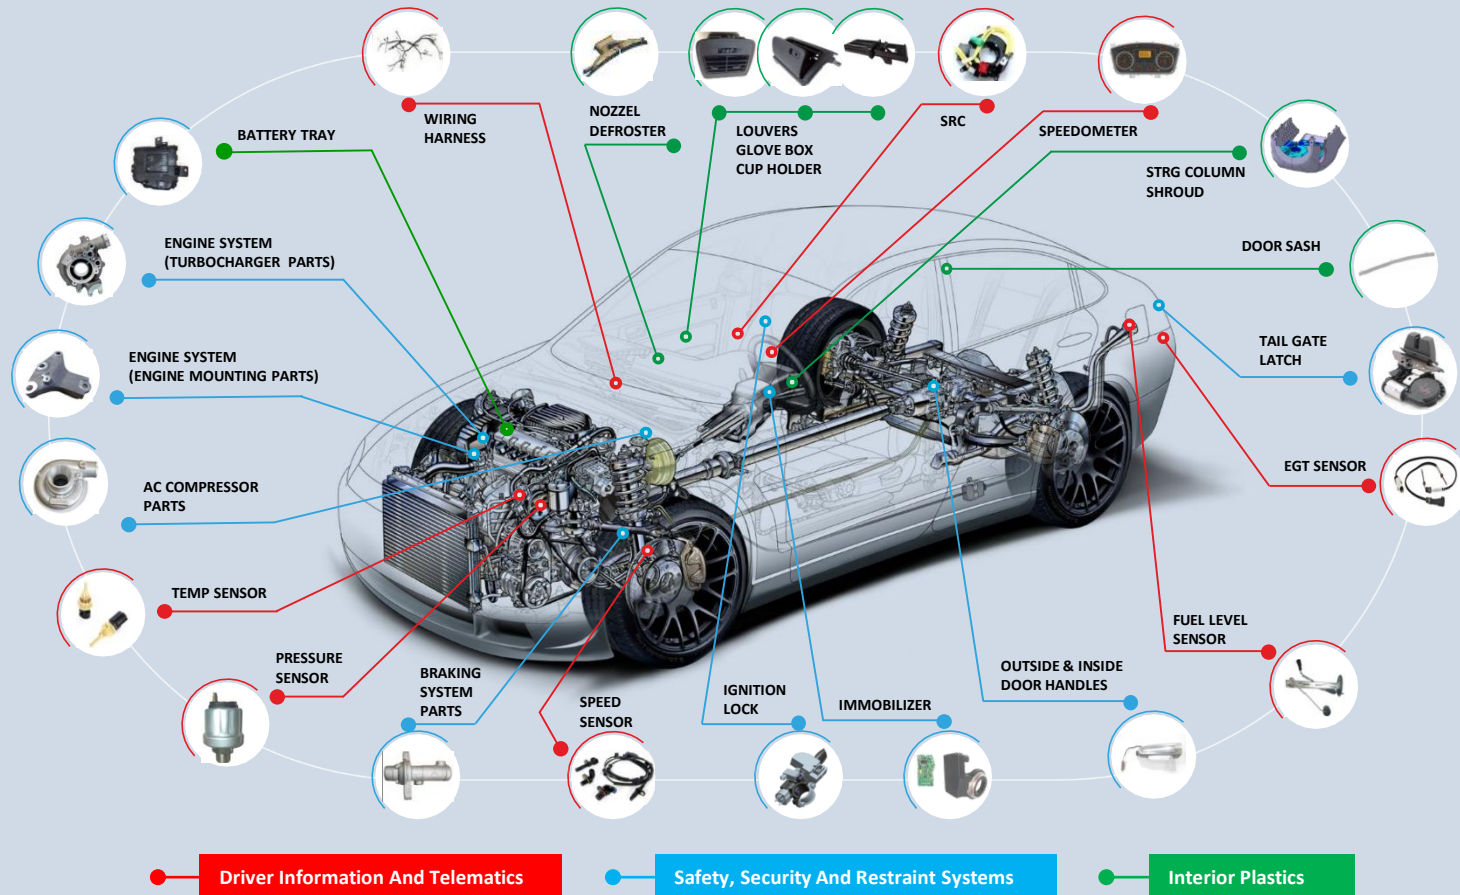 WIRING
HARNESS
NOZZEL
DEFROSTER
LOUVERS
GLOVE BOX
CUP HOLDER
SRC
SPEEDOMETER
BATTERY TRAY
STRG COLUMN
SHROUD
ENGINE SYSTEM
(TURBOCHARGER PARTS)
DOOR SASH
ENGINE SYSTEM
(ENGINE MOUNTING PARTS)
TAIL GATE
LATCH
AC COMPRESSOR
PARTS
EGT SENSOR
TEMP SENSOR
FUEL LEVEL
SENSOR
PRESSURE
SENSOR
BRAKING
SYSTEM
PARTS
SPEED
SENSOR
IGNITION
LOCK
IMMOBILIZER
OUTSIDE & INSIDE
DOOR HANDLES
Driver Information And Telematics
Safety, Security And Restraint Systems
Interior Plastics